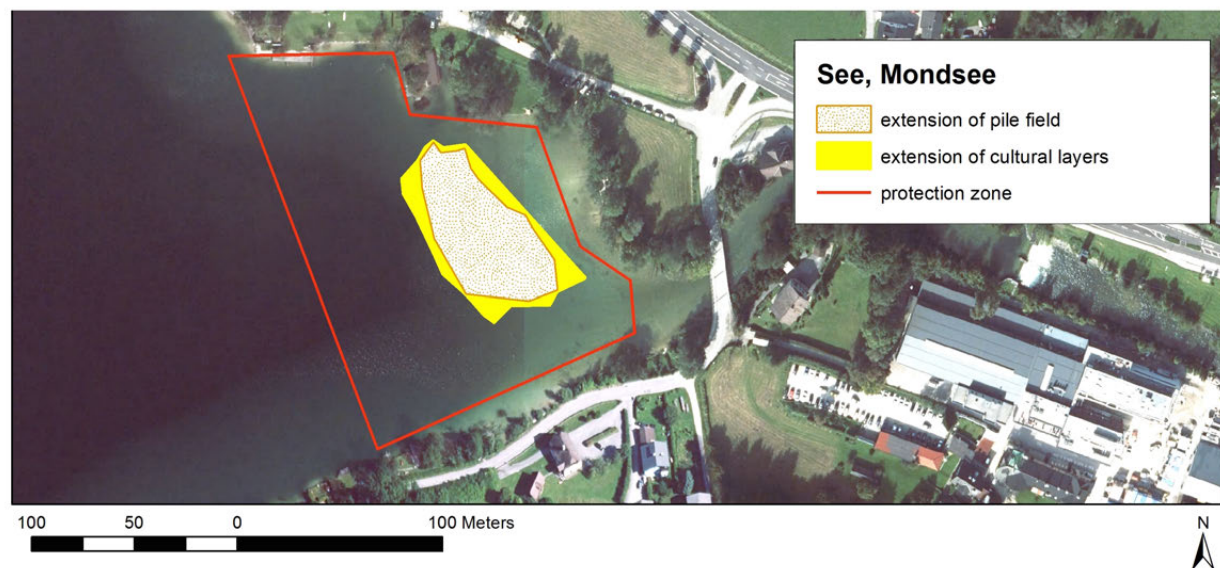 See, Mondsee
extension of pile field
extension of cultural layers
protection zone
100 50 0 100 Meters
N